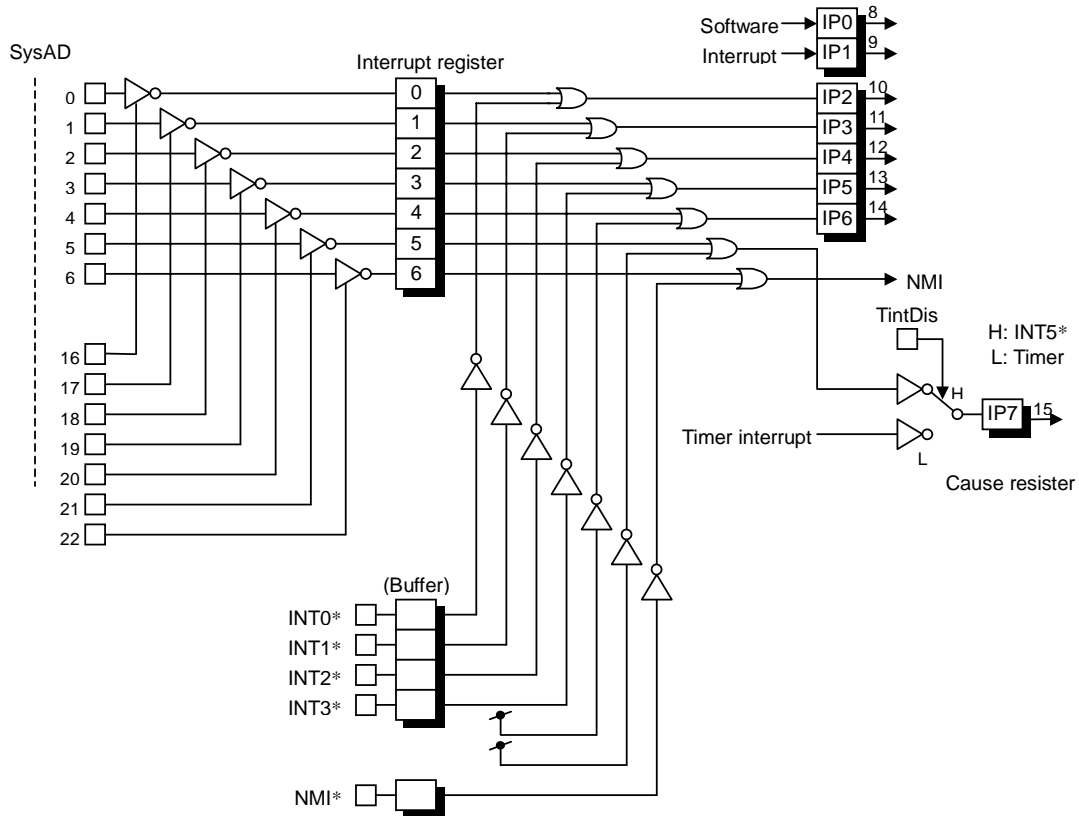 Software IP0 8
Interrupt IP1 9
SysAD
Interrupt register
0 0 IP2 10
1 1 IP3 11
2 2 IP4 12
3 3 IP5 13
4 4 IP6 14
5 5
6 6 NMI
TintDis
H: INT5*
L: Timer
16
17
18
19
20
21
22
H
IP7 15
Timer interrupt
L
Cause resister
(Buffer)
INT0*
INT1*
INT2*
INT3*
NMI*